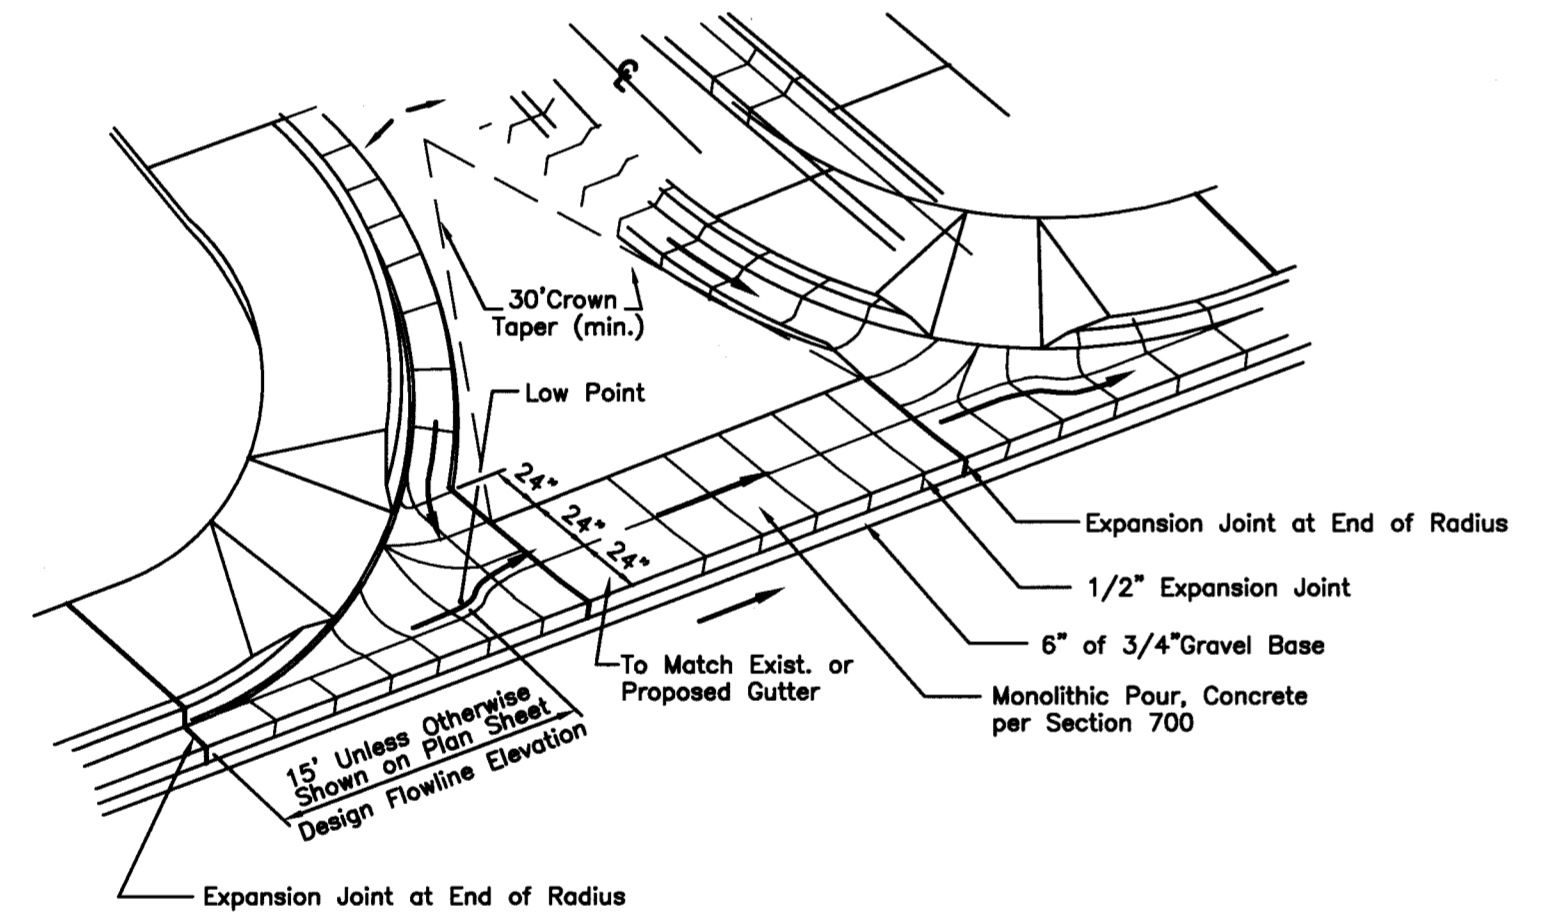 ℄
30'Crown
Taper (min.)
Low Point
24"
24"
24"
Expansion Joint at End of Radius
1/2" Expansion Joint
6" of 3/4"Gravel Base
To Match Exist. or
Proposed Gutter
Monolithic Pour, Concrete
per Section 700
15' Unless Otherwise
Shown on Plan Sheet
Design Flowline Elevation
Expansion Joint at End of Radius